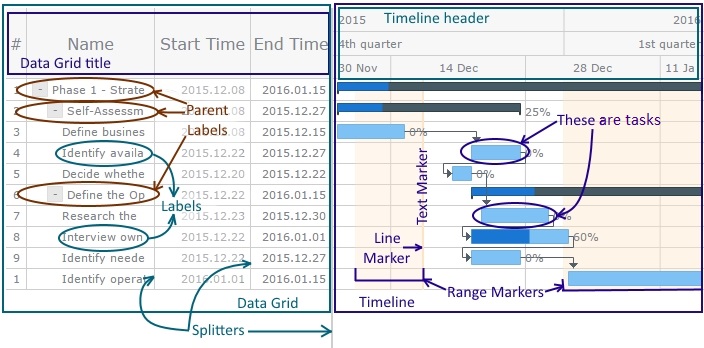 2015
Timeline header
2016
4th quarter
1st quarter
30 Nov
14 Dec
28 Dec
11 Ja
#
Name
Start Time
End Time
Data Grid title
1
- Phase 1 - Strate
2015.12.08
2016.01.15
2
- Self-Assessm
2015.12.27
25%
3
Define busines
2015.12.08
2015.12.15
0%
4
Identify availa
2015.12.22
2015.12.27
0%
5
Decide whethe
2015.12.20
2015.12.22
0%
6
- Define the Op
2015.12.22
2016.01.15
7
Research the
2015.12.23
2015.12.30
8
Interview own
2015.12.22
2016.01.01
60%
9
Identify neede
2015.12.22
2015.12.27
0%
1
Identify operat
2016.01.01
2016.01.15
Parent
Labels
Labels
Data Grid
Splitters
These are tasks
Text Marker
Line
Marker
Range Markers
Timeline